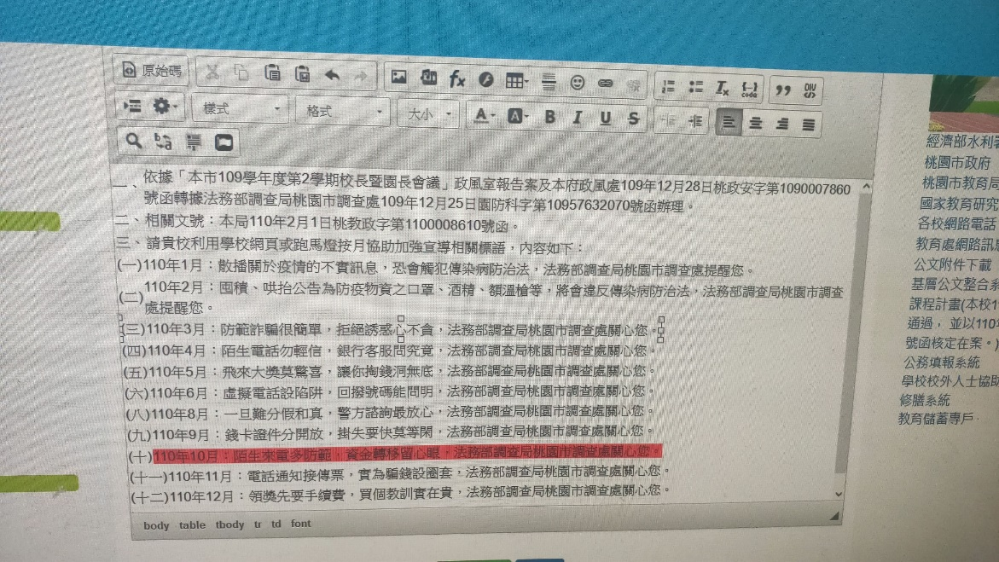 原始碼
樣式
格式
大小
一、依據「本市109學年度第2學期校長暨園長會議」政風室報告案及本府政風處109年12月28日桃政安字第1090007860
號函轉據法務部調查局桃園市調查處109年12月25日園防科字第10957632070號函辦理。
二、相關文號：本局110年2月1日桃教政字第1100008610號函。
三、請貴校利用學校網頁或跑馬燈按月協助加強宣導相關標語，內容如下：
(一)110年1月：散播關於疫情的不實訊息，恐會觸犯傳染病防治法，法務部調查局桃園市調查處提醒您。
(二)110年2月：囤積、哄抬公告為防疫物資之口罩、酒精、額溫槍等，將會違反傳染病防治法，法務部調查局桃園市調查
處提醒您。
(三)110年3月：防範詐騙很簡單，拒絕誘惑心不貪，法務部調查局桃園市調查處關心您。
(四)110年4月：陌生電話勿輕信，銀行客服問究竟，法務部調查局桃園市調查處關心您。
(五)110年5月：飛來大獎莫驚喜，讓你掏錢洞無底，法務部調查局桃園市調查處關心您。
(六)110年6月：虛擬電話設陷阱，回撥號碼能問明，法務部調查局桃園市調查處關心您。
(八)110年8月：一旦難分假和真，警方諮詢最放心，法務部調查局桃園市調查處關心您。
(九)110年9月：錢卡證件分開放，掛失要快莫等閑，法務部調查局桃園市調查處關心您。
(十)110年10月：陌生來電多防範，資金轉移留心眼，法務部調查局桃園市調查處關心您。
(十一)110年11月：電話通知接傳票，實為騙錢設圈套，法務部調查局桃園市調查處關心您。
(十二)110年12月：領獎先要手續費，買個教訓實在貴，法務部調查局桃園市調查處關心您。
body table tbody tr td font
經濟部水利署
桃園市政府
桃園市教育局
國家教育研究
各校網路電話
教育處網路訊息
公文附件下載
基層公文整合系
課程計畫(本校1
通過，並以110年
號函核定在案。)
公務填報系統
學校校外人士協助
修膳系統
教育儲蓄專戶